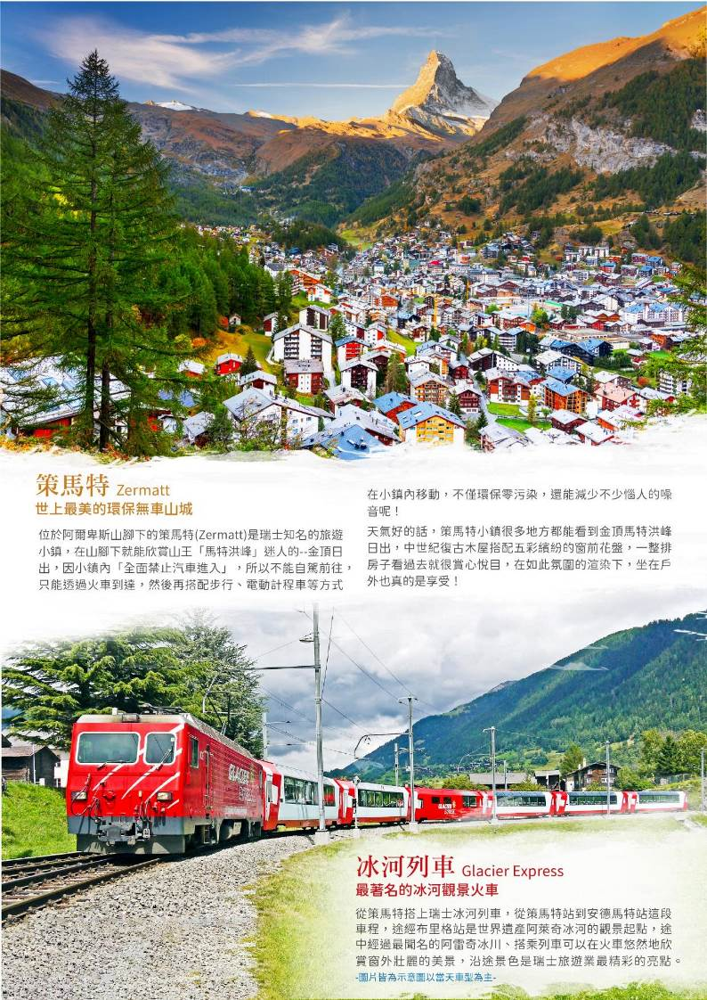 策馬特 Zermatt
世上最美的環保無車山城
位於阿爾卑斯山腳下的策馬特(Zermatt)是瑞士知名的旅遊
小鎮，在山腳下就能欣賞山王「馬特洪峰」迷人的--金頂日
出，因小鎮內「全面禁止汽車進入」，所以不能自駕前往，
只能透過火車到達，然後再搭配步行、電動計程車等方式
在小鎮內移動，不僅環保零污染，還能減少不少惱人的噪
音呢！
天氣好的話，策馬特小鎮很多地方都能看到金頂馬特洪峰
日出，中世紀復古木屋搭配五彩繽紛的窗前花盤，一整排
房子看過去就很賞心悅目，在如此氛圍的渲染下，坐在戶
外也真的是享受！
GLACIER
EXPRESS
GLACIER
冰河列車 Glacier Express
最著名的冰河觀景火車
從策馬特搭上瑞士冰河列車，從策馬特站到安德馬特站這段
車程，途經布里格站是世界遺產阿萊奇冰河的觀景起點，途
中經過最聞名的阿雷奇冰川、搭乘列車可以在火車悠然地欣
賞窗外壯麗的美景，沿途景色是瑞士旅遊業最精彩的亮點。
-圖片皆為示意圖以當天車型為主-